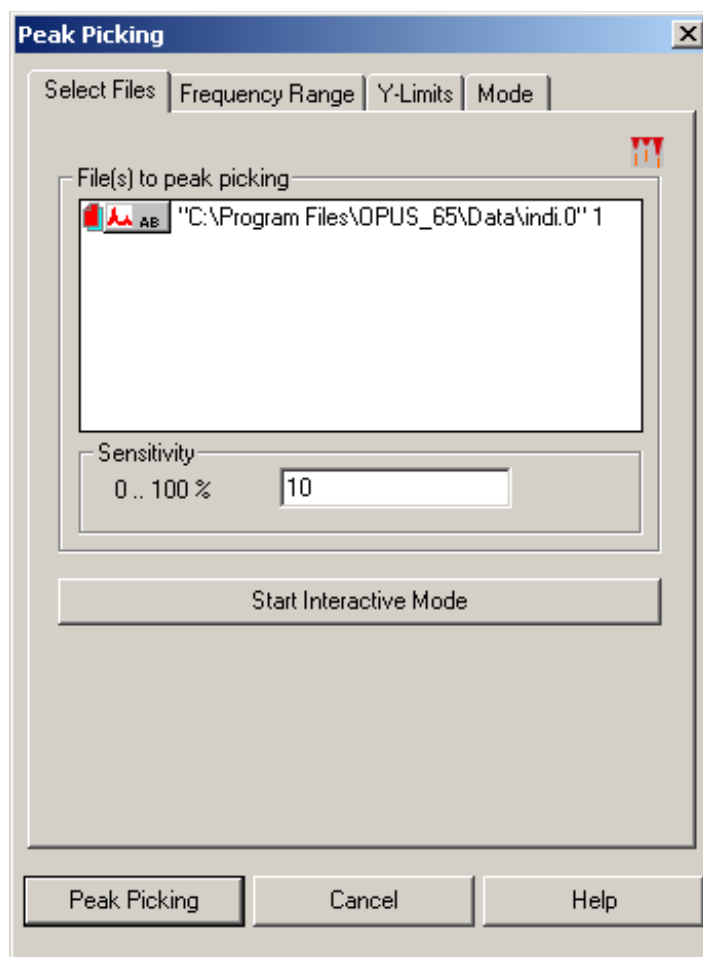 Peak Picking
Select Files Frequency Range Y-Limits Mode
File(s) to peak picking
AB "C:\Program Files\OPUS_65\Data\indi.0" 1
Sensitivity
0 .. 100 % 10
Start Interactive Mode
Peak Picking Cancel Help